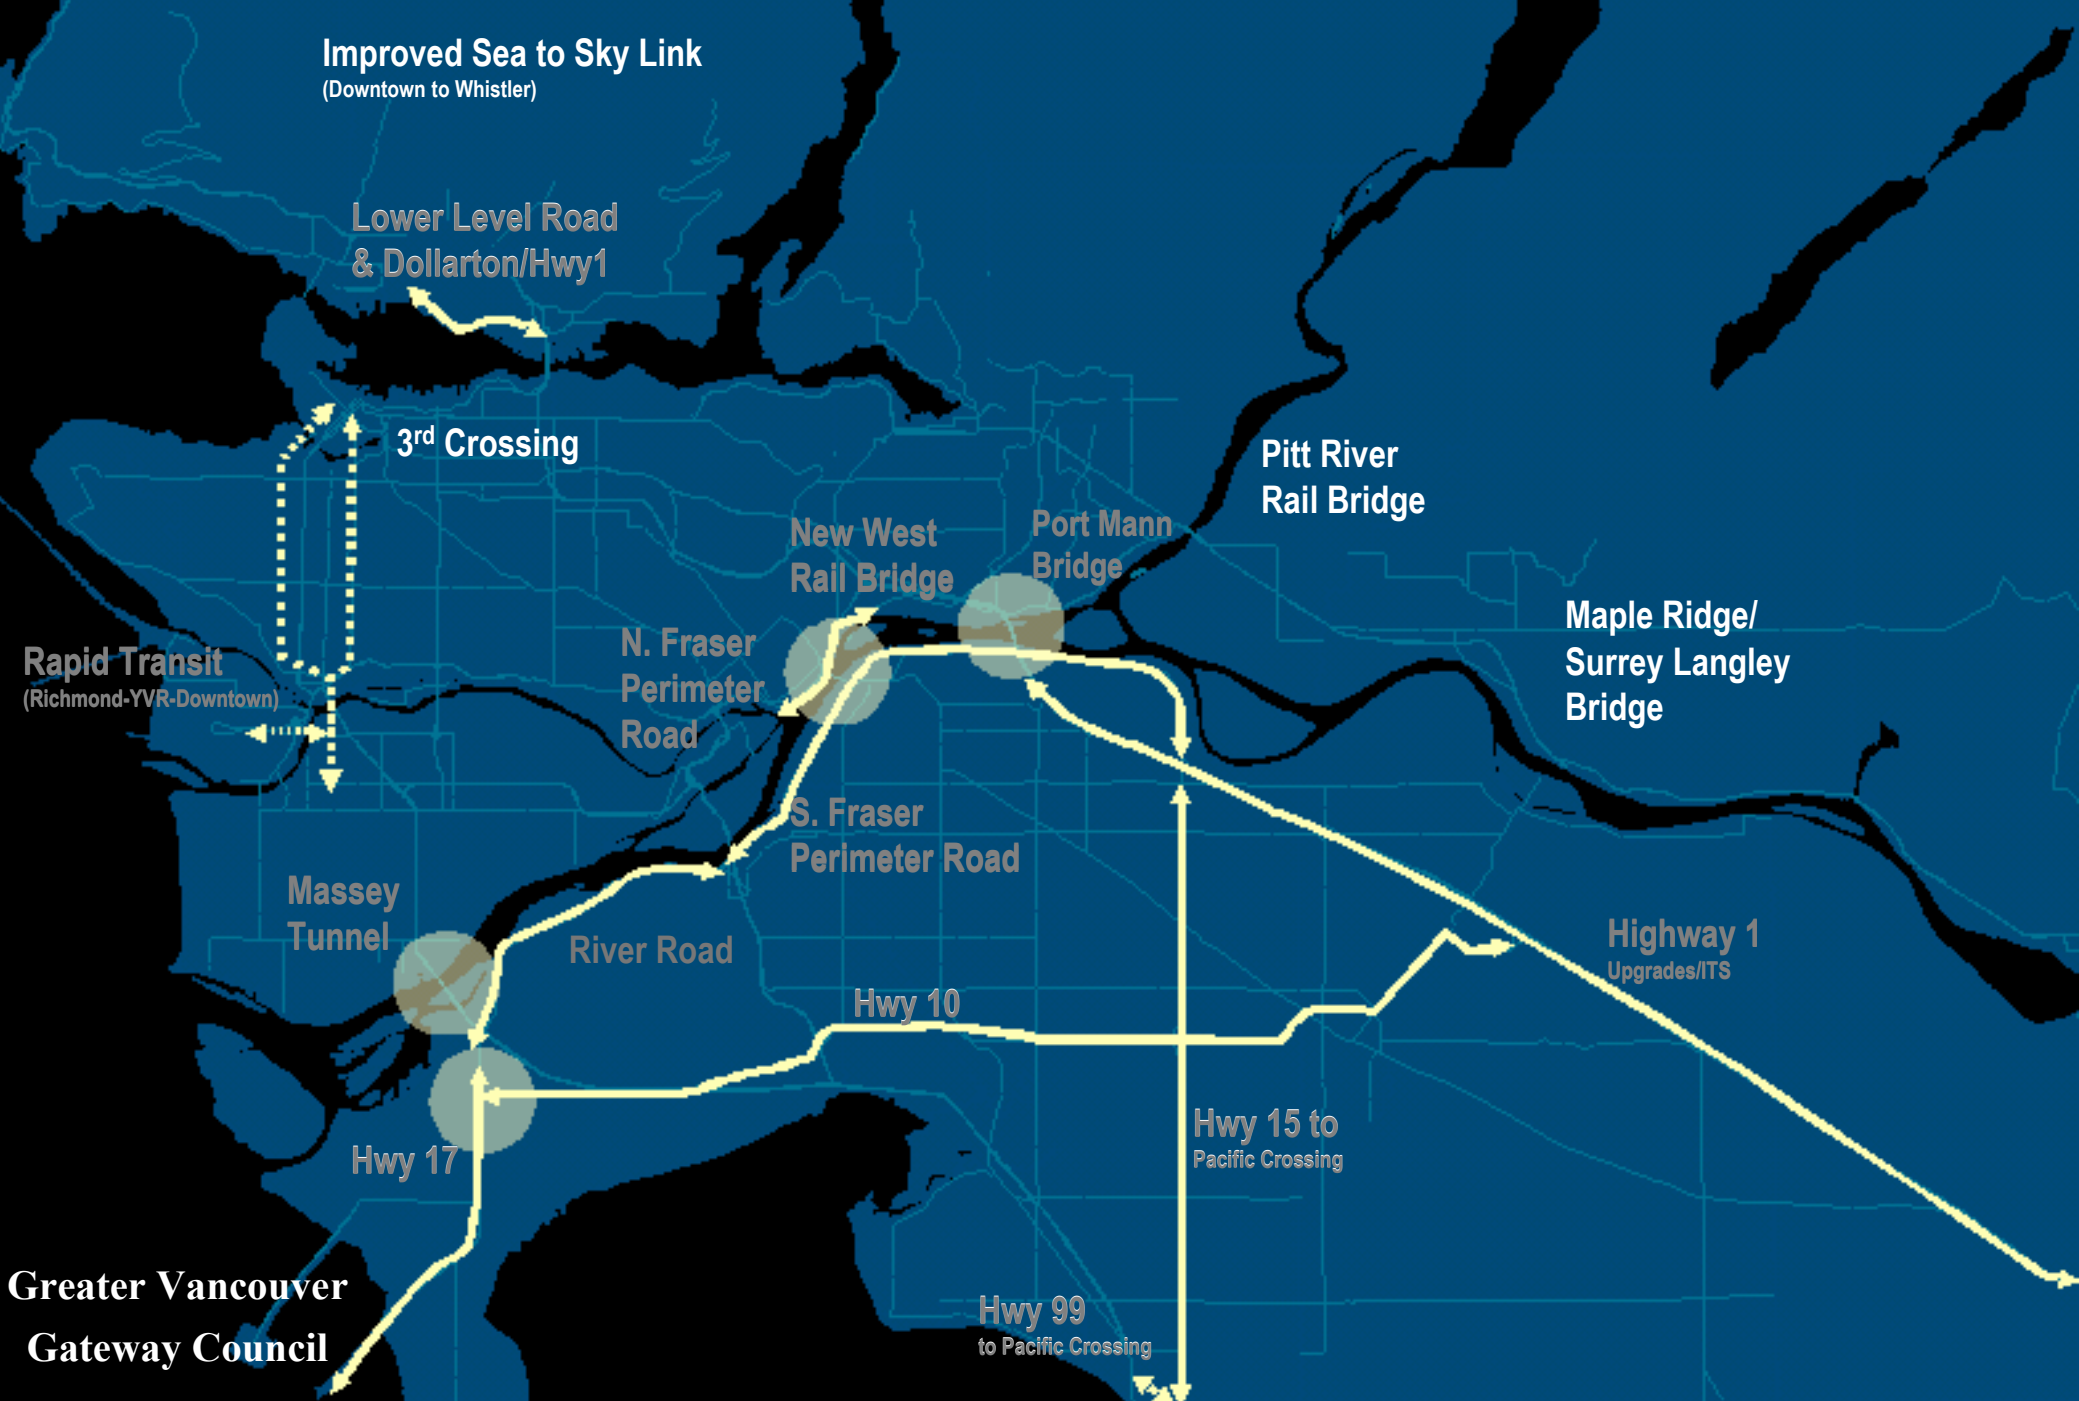 Improved Sea to Sky Link
(Downtown to Whistler)
Lower Level Road
& Dollarton/Hwy1
3rd Crossing
Pitt River
Rail Bridge
New West
Rail Bridge
Port Mann
Bridge
Maple Ridge/
Surrey Langley
Bridge
N. Fraser
Perimeter
Road
Rapid Transit
(Richmond-YVR-Downtown)
S. Fraser
Perimeter Road
Massey
Tunnel
River Road
Highway 1
Upgrades/ITS
Hwy 10
Hwy 15 to
Pacific Crossing
Hwy 17
Greater Vancouver
Gateway Council
Hwy 99
to Pacific Crossing